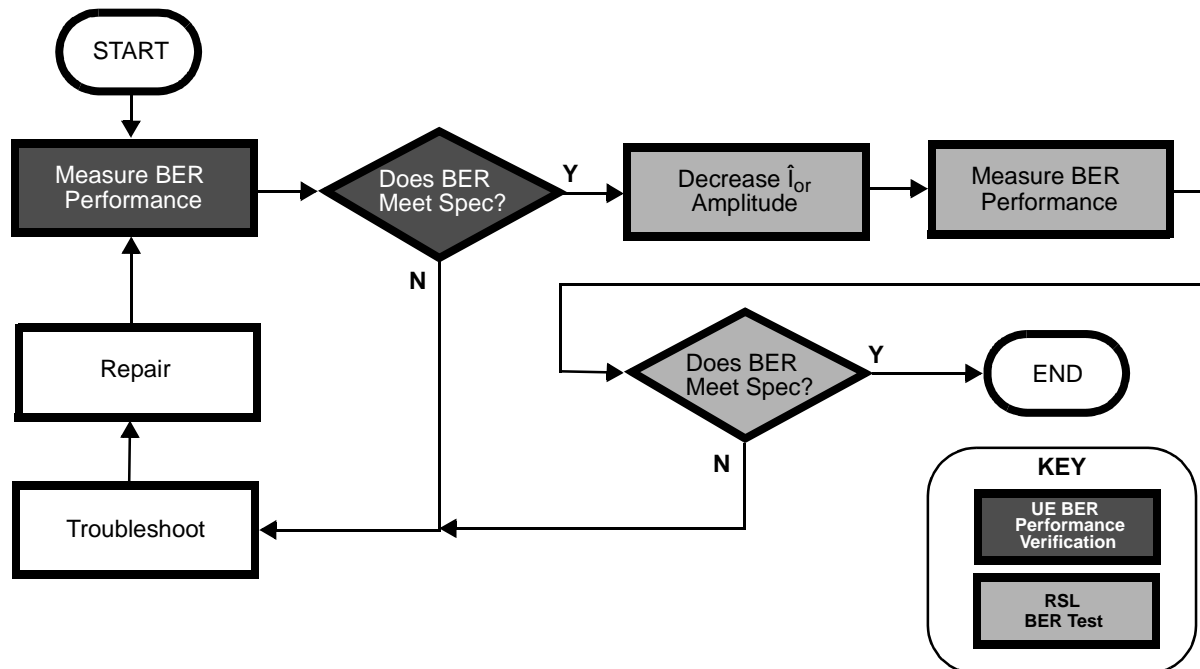 START
Measure BER
Performance
Does BER
Meet Spec?
Y
N
Decrease Îor
Amplitude
Measure BER
Performance
Does BER
Meet Spec?
Y
N
END
Repair
Troubleshoot
KEY
UE BER
Performance
Verification
RSL
BER Test